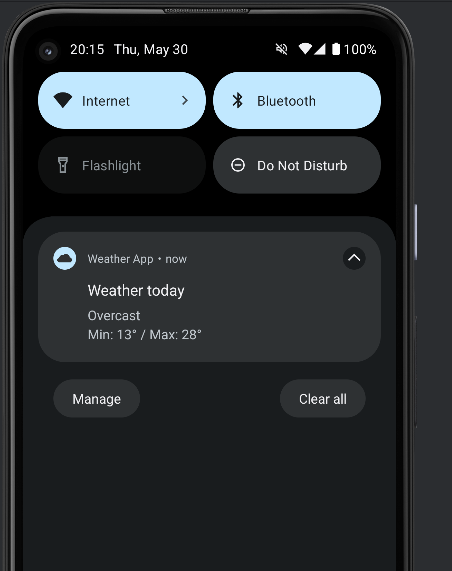 20:15 Thu, May 30 100%
Internet
Bluetooth
Flashlight
Do Not Disturb
Weather App • now
Weather today
Overcast
Min: 13° / Max: 28°
Manage
Clear all